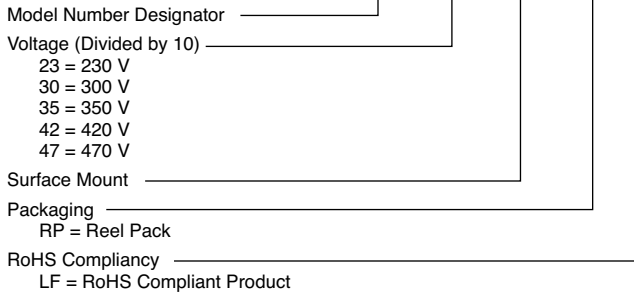 Model Number Designator
Voltage (Divided by 10)
23 = 230 V
30 = 300 V
35 = 350 V
42 = 420 V
47 = 470 V
Surface Mount
Packaging
RP = Reel Pack
RoHS Compliancy
LF = RoHS Compliant Product